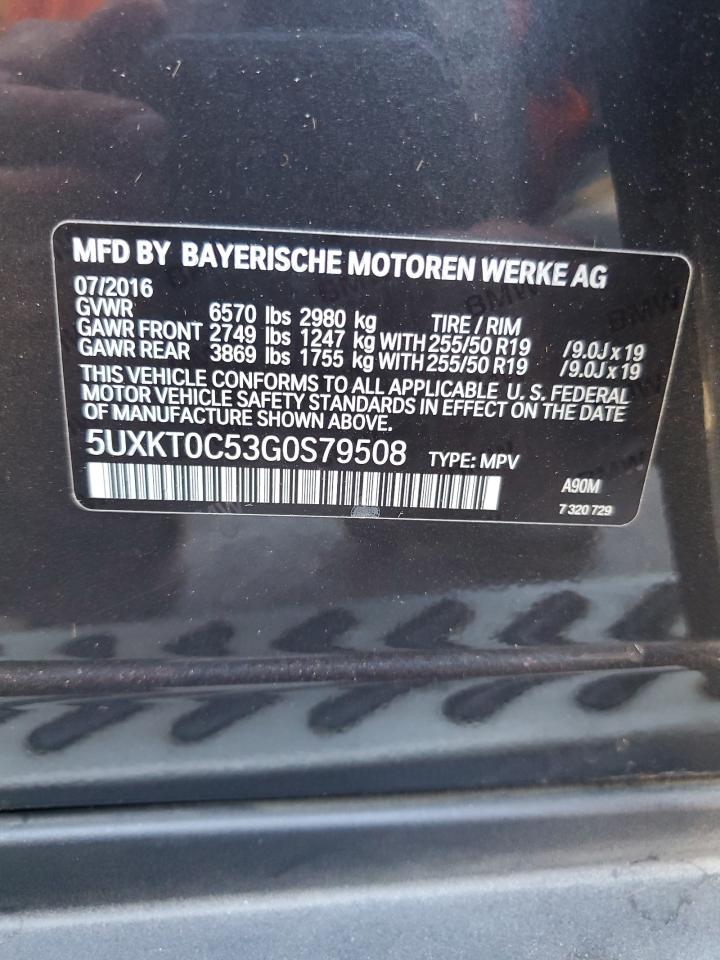 MFD BY BAYERISCHE MOTOREN WERKE AG
07/2016
GVWR 6570 lbs 2980 kg TIRE / RIM
GAWR FRONT 2749 lbs 1247 kg WITH 255/50 R19 /9.0J x 19
GAWR REAR 3869 lbs 1755 kg WITH 255/50 R19 /9.0J x 19
THIS VEHICLE CONFORMS TO ALL APPLICABLE U. S. FEDERAL
MOTOR VEHICLE SAFETY STANDARDS IN EFFECT ON THE DATE
OF MANUFACTURE SHOWN ABOVE.
5UXKT0C53G0S79508 TYPE: MPV
A90M
7 320 729